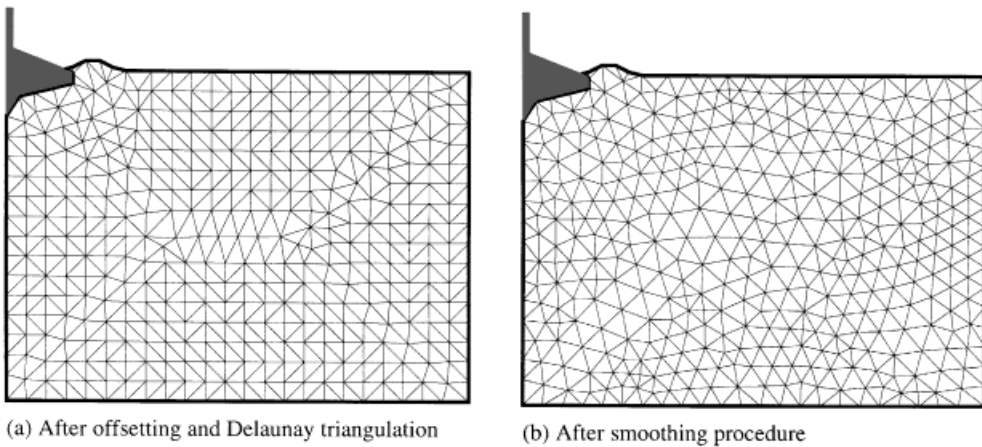 (a) After offsetting and Delaunay triangulation
(b) After smoothing procedure